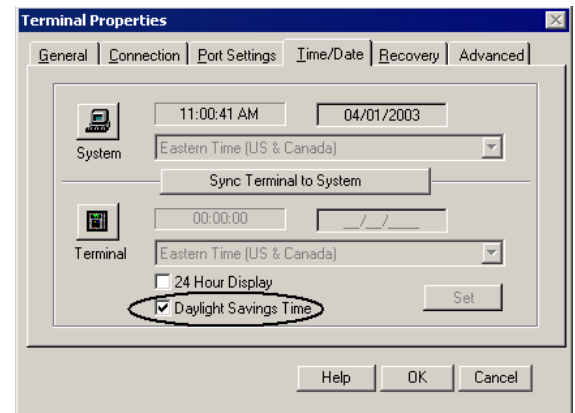 Terminal Properties
General Connection Port Settings Time/Date Recovery Advanced
11:00:41 AM 04/01/2003
System Eastern Time (US & Canada)
Sync Terminal to System
00:00:00 __/__/____
Terminal Eastern Time (US & Canada)
24 Hour Display
Daylight Savings Time Set
Help OK Cancel